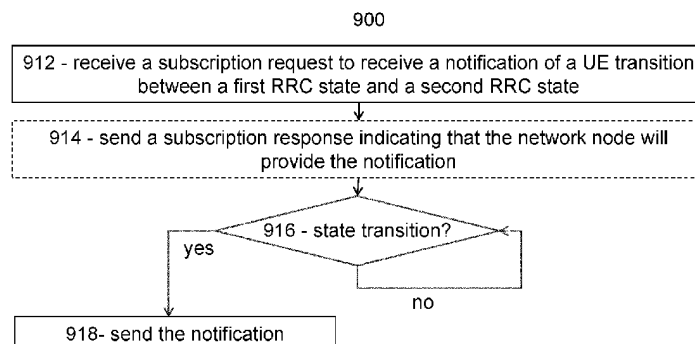 900
912 - receive a subscription request to receive a notification of a UE transition
between a first RRC state and a second RRC state
914 - send a subscription response indicating that the network node will
provide the notification
916 - state transition?
yes
no
918- send the notification